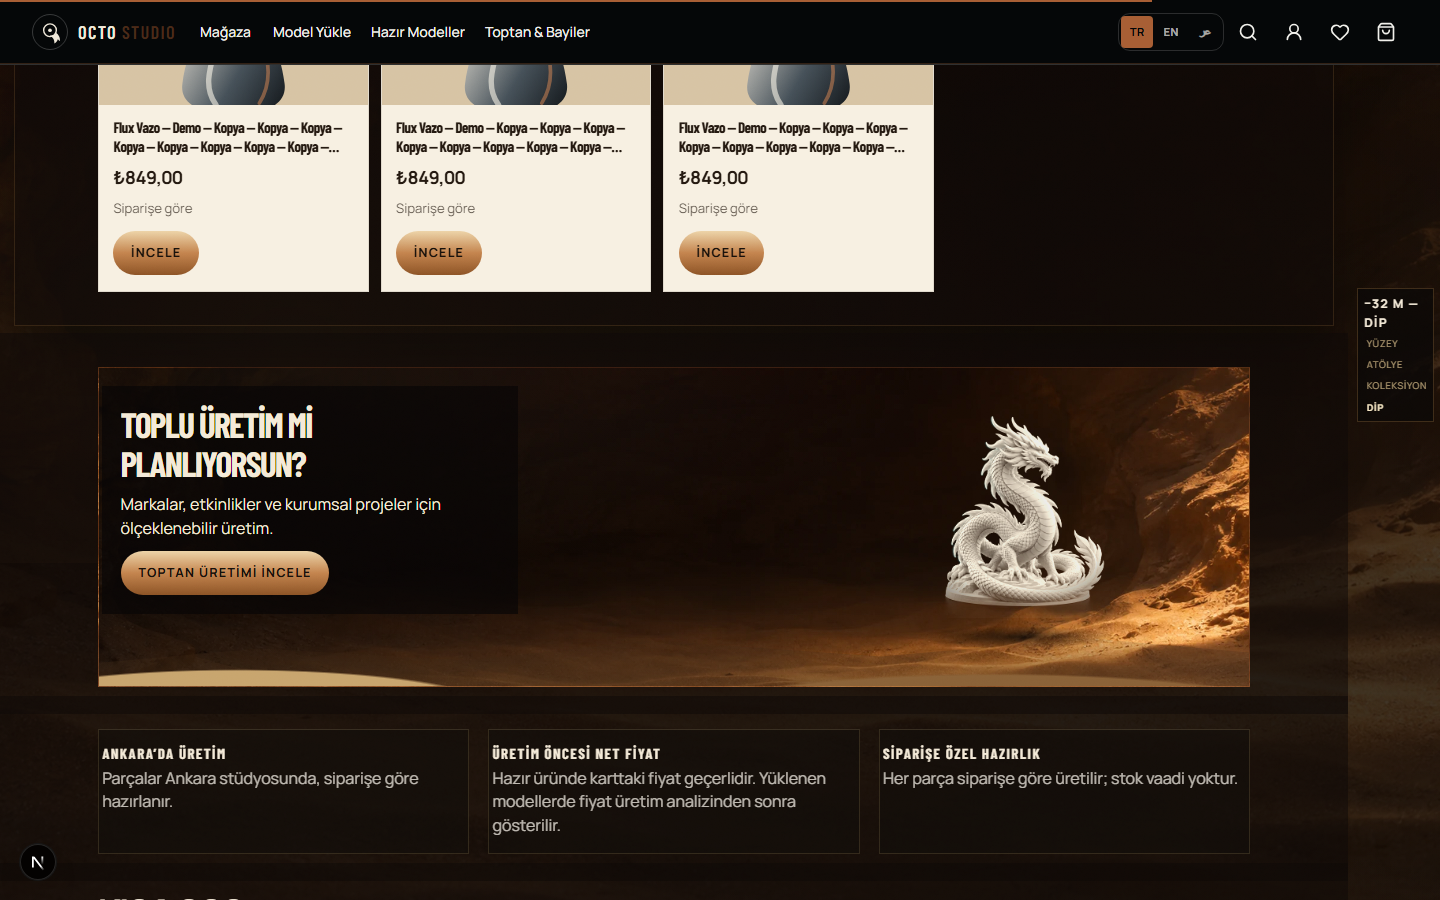 OCTO STUDIO
Mağaza
Model Yükle
Hazır Modeller
Toptan & Bayiler
TR
EN
Flux Vazo – Demo – Kopya – Kopya – Kopya –
Kopya – Kopya – Kopya – Kopya – Kopya –...
₺849,00
Siparişe göre
İNCELE
Flux Vazo – Demo – Kopya – Kopya – Kopya –
Kopya – Kopya – Kopya – Kopya – Kopya –...
₺849,00
Siparişe göre
İNCELE
Flux Vazo – Demo – Kopya – Kopya – Kopya –
Kopya – Kopya – Kopya – Kopya – Kopya –...
₺849,00
Siparişe göre
İNCELE
−32 M —
DİP
YÜZEY
ATÖLYE
KOLEKSİYON
DİP
TOPLU ÜRETİM Mİ
PLANLIYORSUN?
Markalar, etkinlikler ve kurumsal projeler için
ölçeklenebilir üretim.
TOPTAN ÜRETİMİ İNCELE
ANKARA'DA ÜRETİM
Parçalar Ankara stüdyosunda, siparişe göre
hazırlanır.
ÜRETİM ÖNCESİ NET FİYAT
Hazır üründe karttaki fiyat geçerlidir. Yüklenen
modellerde fiyat üretim analizinden sonra
gösterilir.
SİPARİŞE ÖZEL HAZIRLIK
Her parça siparişe göre üretilir; stok vaadi yoktur.
N